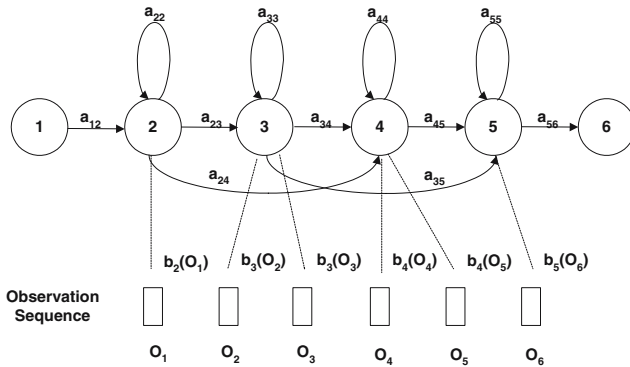 a22 a33 a44 a55
1 a12 2 a23 3 a34 4 a45 5 a56 6
a24 a35
b2(O1) b3(O2) b3(O3) b4(O4) b4(O5) b5(O6)
Observation
Sequence
O1 O2 O3 O4 O5 O6